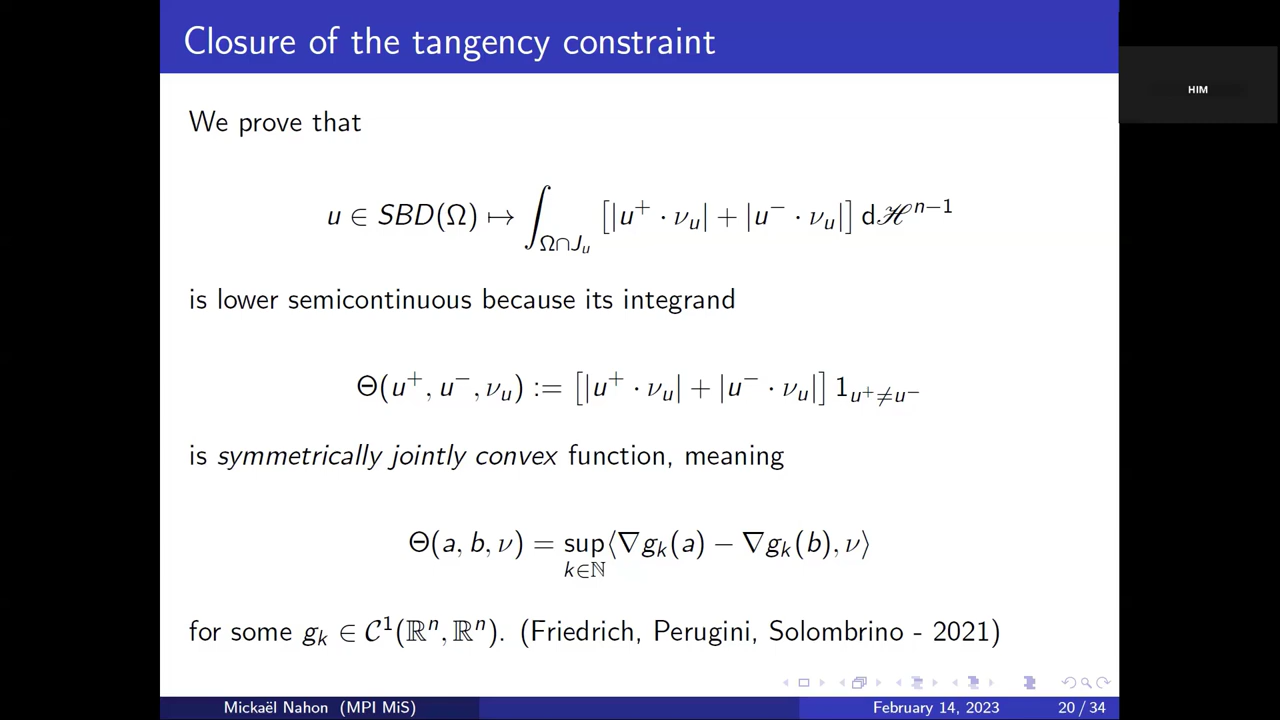 Closure of the tangency constraint
HIM
We prove that
u ∈ SBD(Ω) ↦ ∫_{Ω∩J_u} [|u⁺ · ν_u| + |u⁻ · ν_u|] dℋ^{n−1}
is lower semicontinuous because its integrand
Θ(u⁺, u⁻, ν_u) := [|u⁺ · ν_u| + |u⁻ · ν_u|] 1_{u⁺≠u⁻}
is symmetrically jointly convex function, meaning
Θ(a, b, ν) = sup_{k∈ℕ} ⟨∇g_k(a) − ∇g_k(b), ν⟩
for some g_k ∈ 𝒞¹(ℝⁿ, ℝⁿ). (Friedrich, Perugini, Solombrino - 2021)
Mickaël Nahon (MPI MiS) February 14, 2023 20 / 34